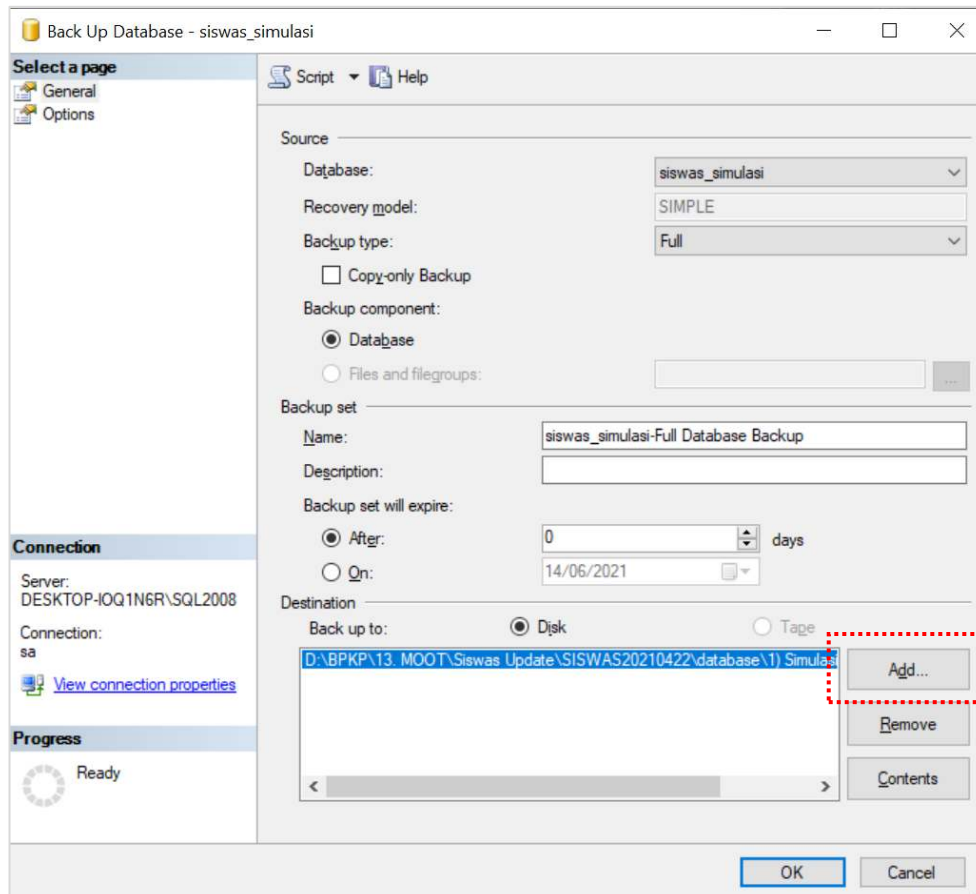 Back Up Database - siswas_simulasi
Select a page
General
Options
Script
Help
Source
Database:
siswas_simulasi
Recovery model:
SIMPLE
Backup type:
Full
Copy-only Backup
Backup component:
Database
Files and filegroups:
...
Backup set
Name:
siswas_simulasi-Full Database Backup
Description:
Backup set will expire:
After:
0
days
On:
14/06/2021
Destination
Back up to:
Disk
Tape
D:\BPKP\13. MOOT\Siswas Update\SISWAS20210422\database\1) Simulasi
Add...
Remove
Contents
Connection
Server:
DESKTOP-IOQ1N6R\SQL2008
Connection:
sa
View connection properties
Progress
Ready
OK
Cancel